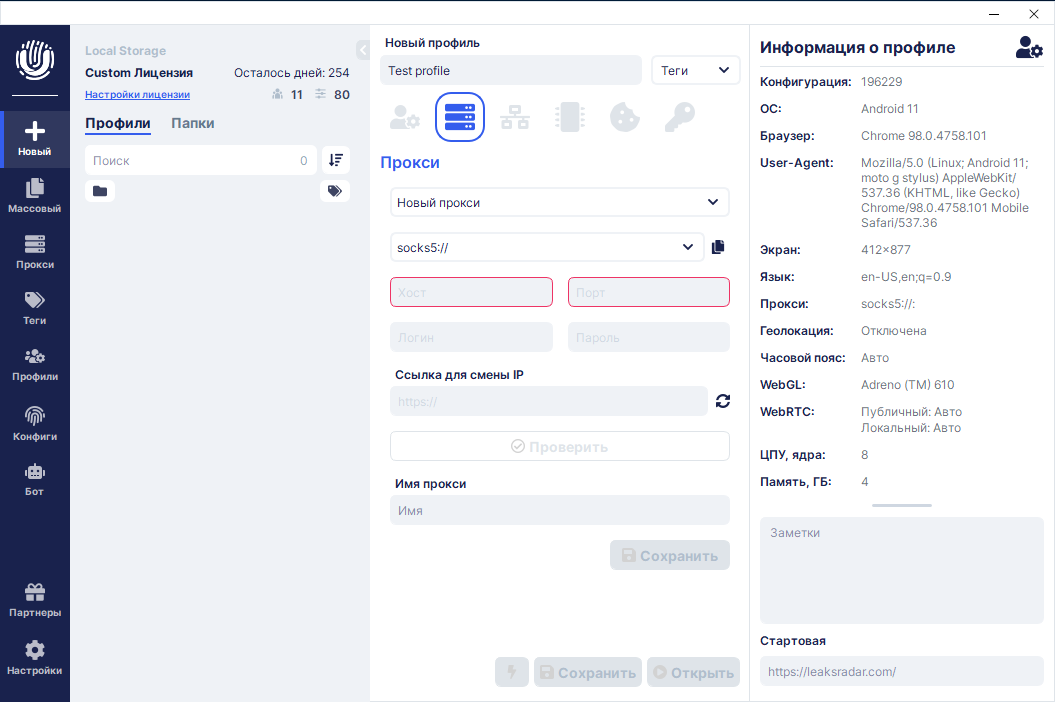 Local Storage
Custom Лицензия
Осталось дней: 254
Настройки лицензии
11
80
Профили
Папки
Поиск
0
Новый
Массовый
Прокси
Теги
Профили
Конфиги
Бот
Партнеры
Настройки
Новый профиль
Test profile
Теги
Прокси
Новый прокси
socks5://
Хост
Порт
Логин
Пароль
Ссылка для смены IP
https://
Проверить
Имя прокси
Имя
Сохранить
Сохранить
Открыть
Информация о профиле
Конфигурация: 196229
ОС: Android 11
Браузер: Chrome 98.0.4758.101
User-Agent: Mozilla/5.0 (Linux; Android 11;
moto g stylus) AppleWebKit/
537.36 (KHTML, like Gecko)
Chrome/98.0.4758.101 Mobile
Safari/537.36
Экран: 412×877
Язык: en-US,en;q=0.9
Прокси: socks5://:
Геолокация: Отключена
Часовой пояс: Авто
WebGL: Adreno (TM) 610
WebRTC: Публичный: Авто
Локальный: Авто
ЦПУ, ядра: 8
Память, ГБ: 4
Заметки
Стартовая
https://leaksradar.com/